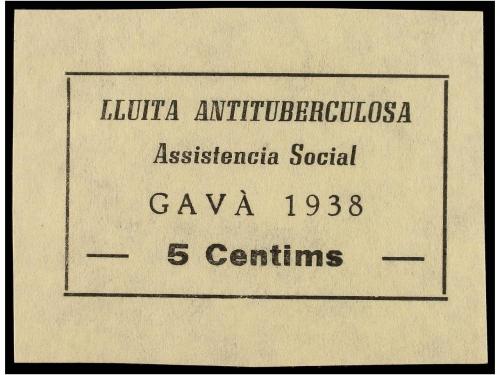 LLUITA ANTITUBERCULOSA
Assistencia Social
GAVÀ 1938
— 5 Centims —